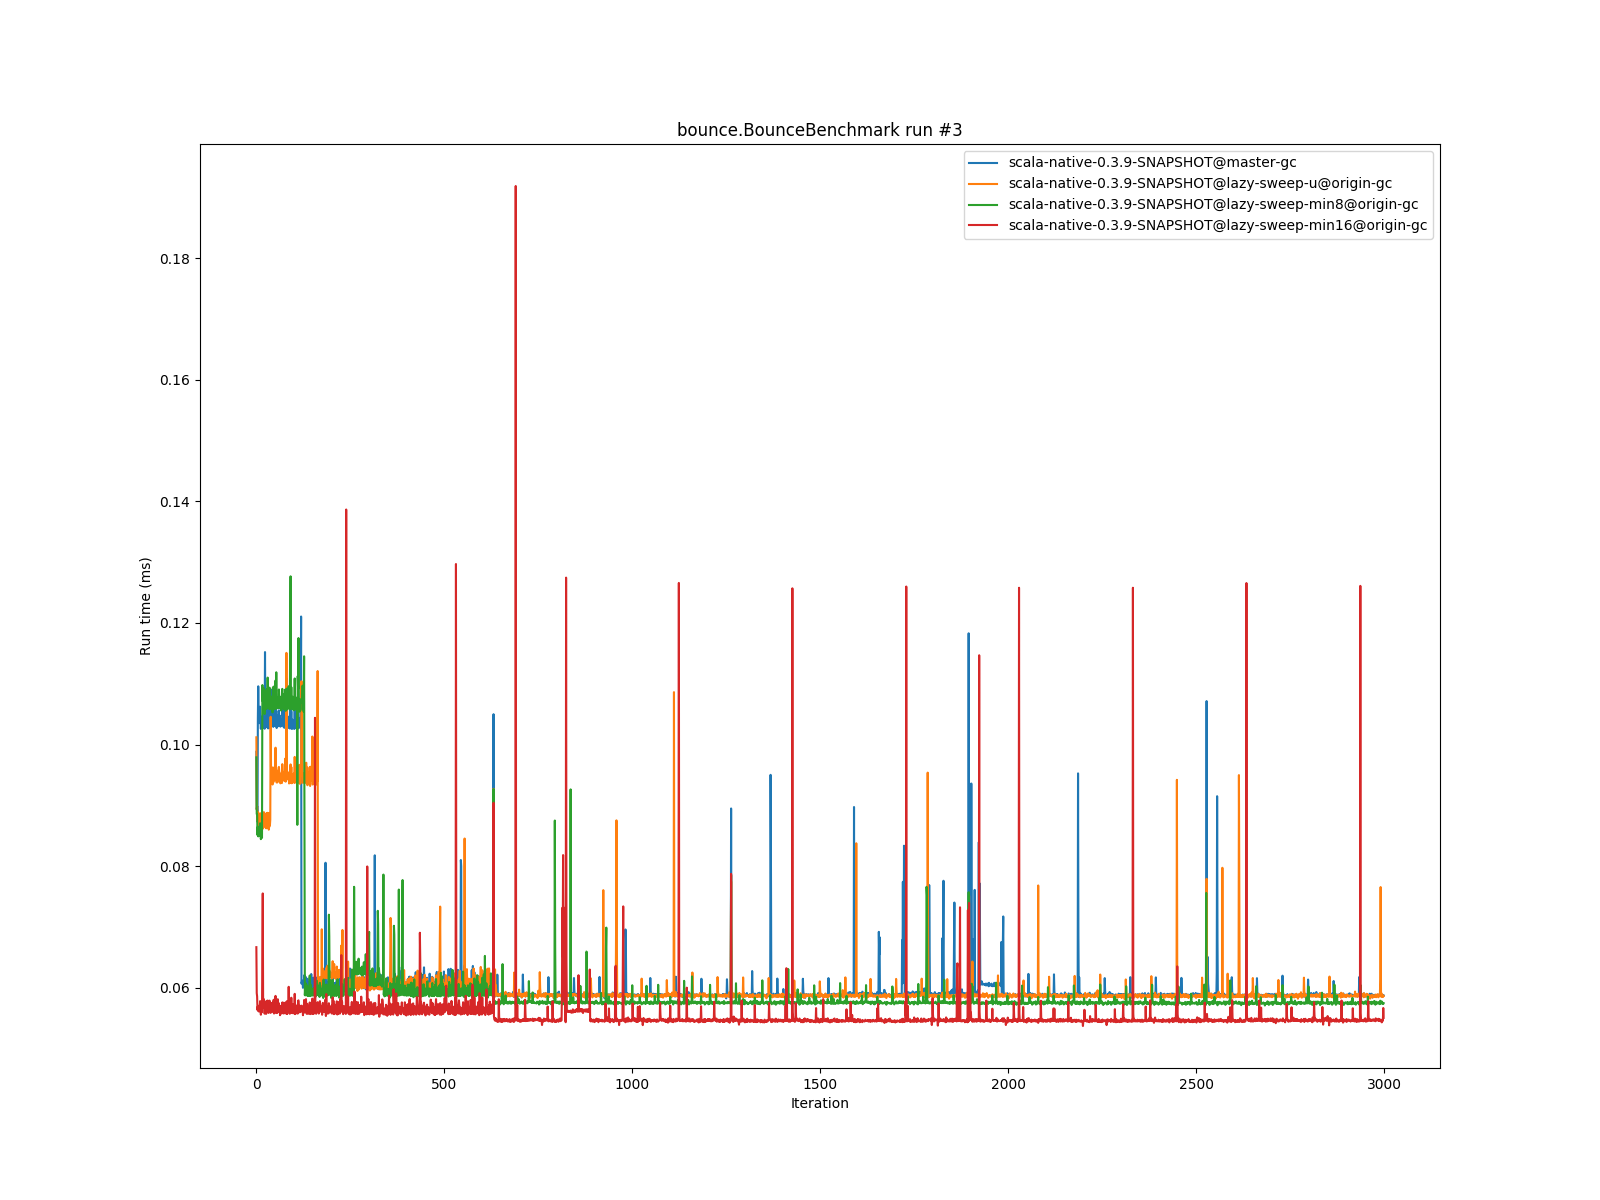 bounce.BounceBenchmark run #3
scala-native-0.3.9-SNAPSHOT@master-gc
scala-native-0.3.9-SNAPSHOT@lazy-sweep-u@origin-gc
scala-native-0.3.9-SNAPSHOT@lazy-sweep-min8@origin-gc
scala-native-0.3.9-SNAPSHOT@lazy-sweep-min16@origin-gc
0.18
0.16
0.14
0.12
0.10
0.08
0.06
Run time (ms)
0 500 1000 1500 2000 2500 3000
Iteration